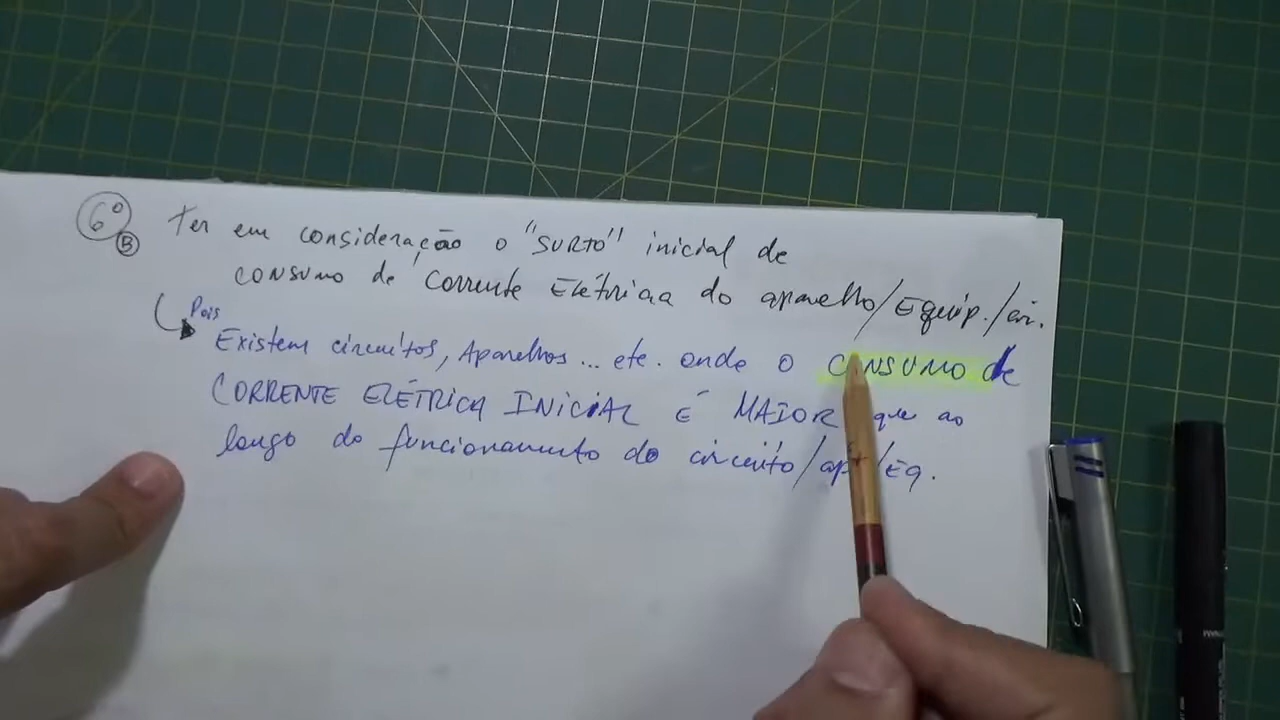 6º B Ter em consideração o "SURTO" inicial de
CONSUMO de Corrente Elétrica do aparelho/Equip./cir.
Pois
Existem circuitos, Aparelhos... etc. onde o CONSUMO de
CORRENTE ELÉTRICA INICIAL É MAIOR que ao
longo do funcionamento do circuito/ap/Eq.